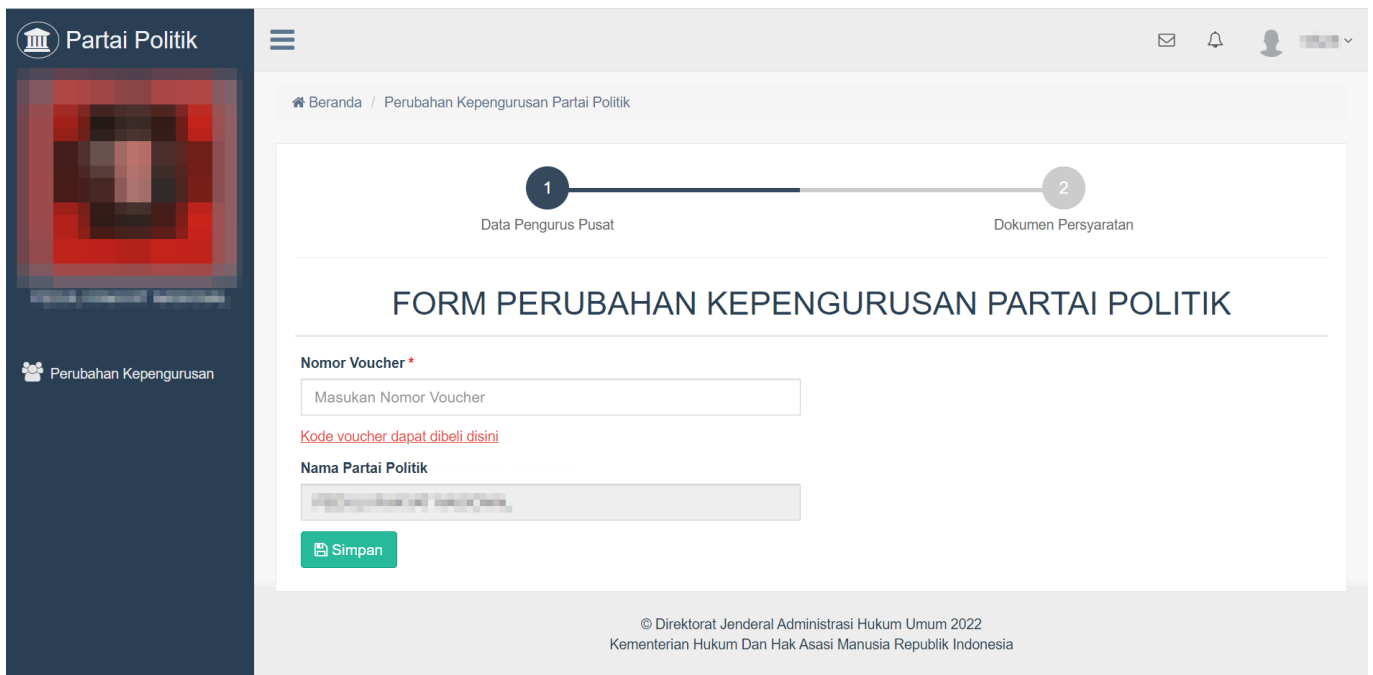 Partai Politik
Beranda / Perubahan Kepengurusan Partai Politik
1
2
Data Pengurus Pusat
Dokumen Persyaratan
FORM PERUBAHAN KEPENGURUSAN PARTAI POLITIK
Nomor Voucher *
Masukan Nomor Voucher
Kode voucher dapat dibeli disini
Nama Partai Politik
Simpan
Perubahan Kepengurusan
© Direktorat Jenderal Administrasi Hukum Umum 2022
Kementerian Hukum Dan Hak Asasi Manusia Republik Indonesia